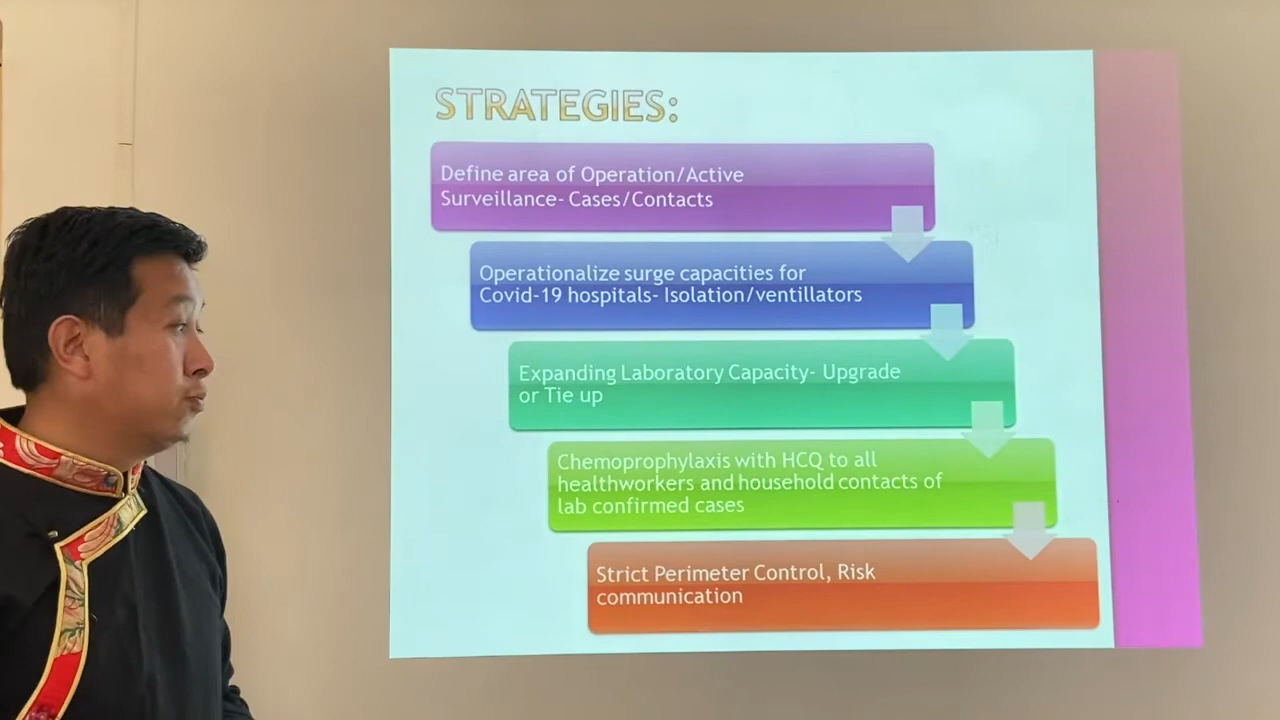 STRATEGIES:
Define area of Operation/Active
Surveillance- Cases/Contacts
Operationalize surge capacities for
Covid-19 hospitals- Isolation/ventillators
Expanding Laboratory Capacity- Upgrade
or Tie up
Chemoprophylaxis with HCQ to all
healthworkers and household contacts of
lab confirmed cases
Strict Perimeter Control, Risk
communication